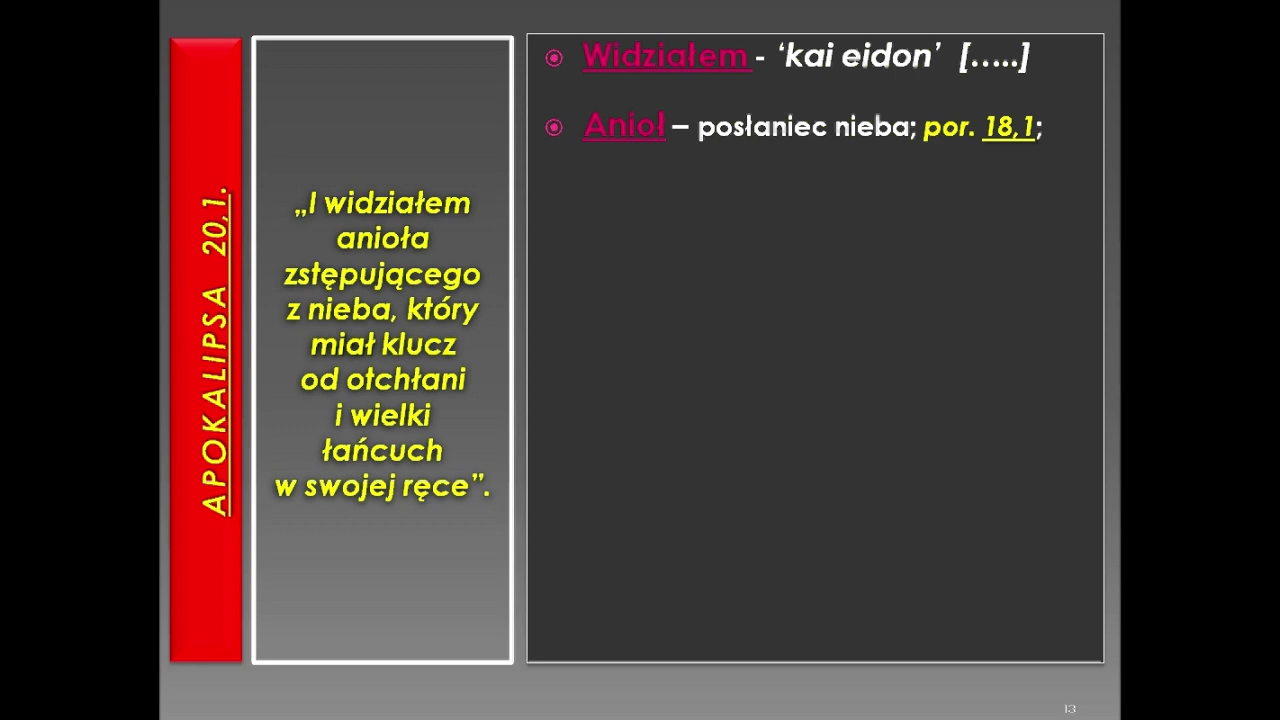 APOKALIPSA 20,1.
„I widziałem
anioła
zstępującego
z nieba, który
miał klucz
od otchłani
i wielki
łańcuch
w swojej ręce”.
Widziałem - ‘kai eidon’ […..]
Anioł – posłaniec nieba; por. 18,1;
13